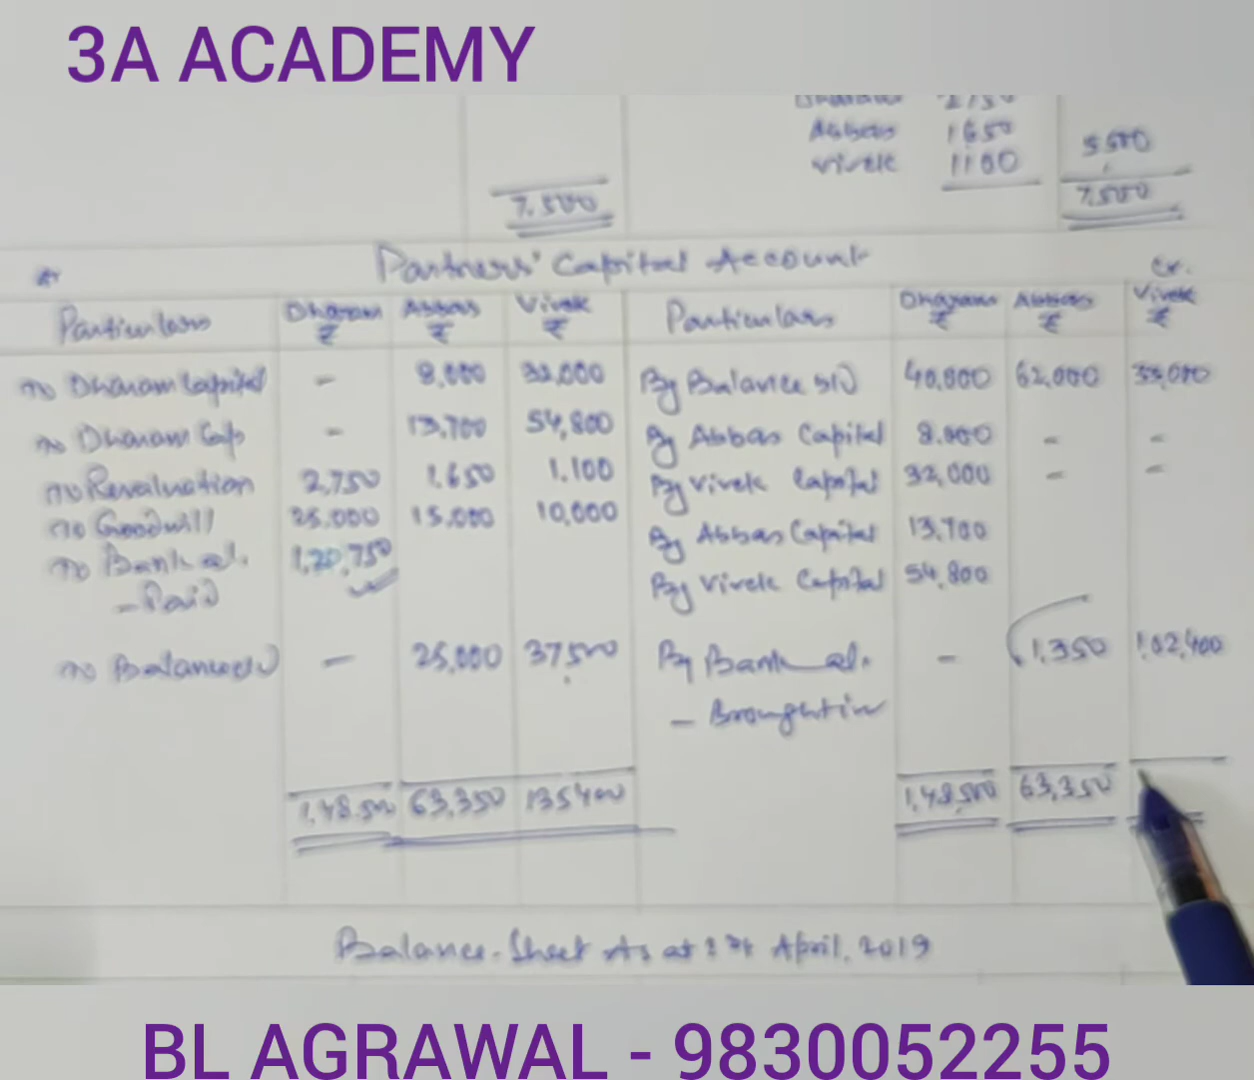 3A ACADEMY
Abbas 1650 5500
Vivek 1100
7,500 7,500
Partners' Capital Account
Cr.
Particulars Dharam ₹ Abbas ₹ Vivek ₹ Particulars Dharam ₹ Abbas ₹ Vivek ₹
To Dharam Capital - 8,000 32,000 By Balance b/d 40,000 62,000 33,000
To Dharam Cap - 13,700 54,800 By Abbas Capital 8,000 - -
To Revaluation 2,750 1,650 1,100 By Vivek Capital 32,000 - -
To Goodwill 25,000 15,000 10,000 By Abbas Capital 13,700
To Bank a/c. 1,20,750 By Vivek Capital 54,800
- Paid
To Balance c/d - 25,000 37,500 By Bank a/c. - 1,350 1,02,400
- Brought in
1,48,500 63,350 135400 1,48,500 63,350
Balance Sheet As at 1st April, 2019
BL AGRAWAL - 9830052255